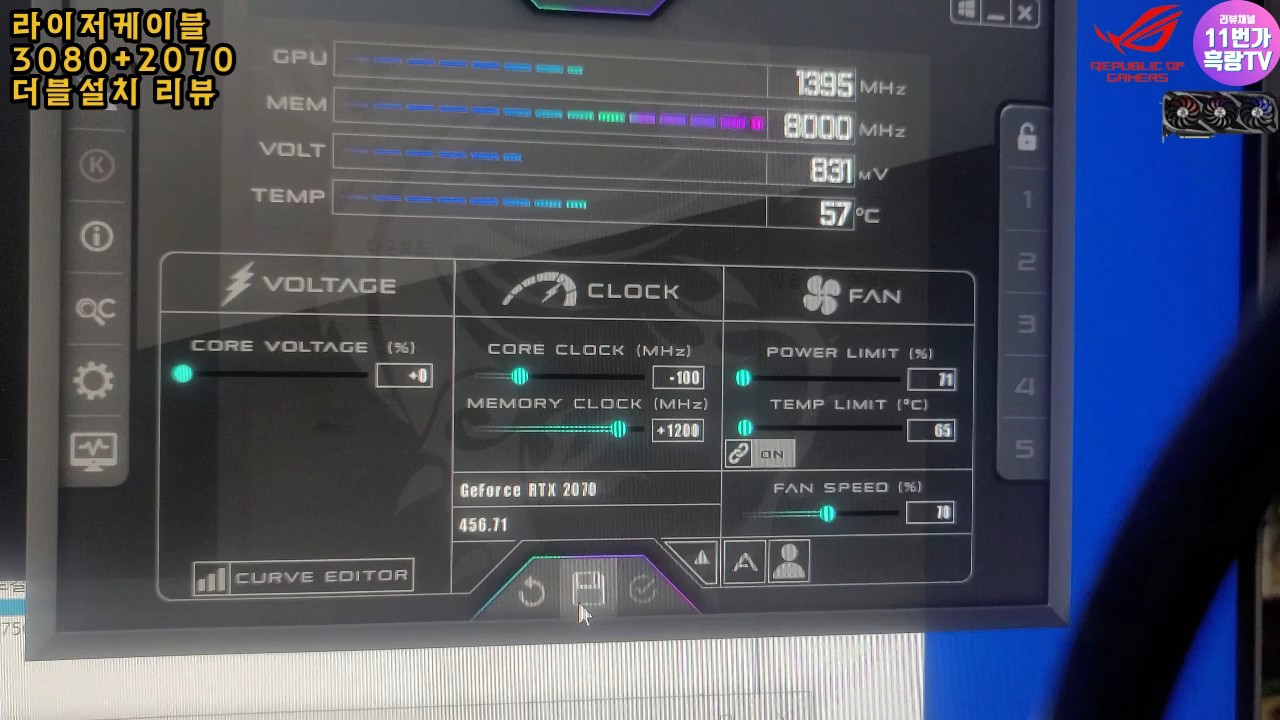 라이저케이블
3080+2070
더블설치 리뷰
REPUBLIC OF
GAMERS
리뷰채널
11번가
흑랑TV
GPU 1395 MHz
MEM 8000 MHz
VOLT 831 MV
TEMP 57 °C
K
OC
1
2
3
4
5
VOLTAGE
CORE VOLTAGE (%)
+0
CURVE EDITOR
CLOCK
CORE CLOCK (MHz)
-100
MEMORY CLOCK (MHz)
+1200
GeForce RTX 2070
456.71
FAN
POWER LIMIT (%)
71
TEMP LIMIT (°C)
65
ON
FAN SPEED (%)
70
A